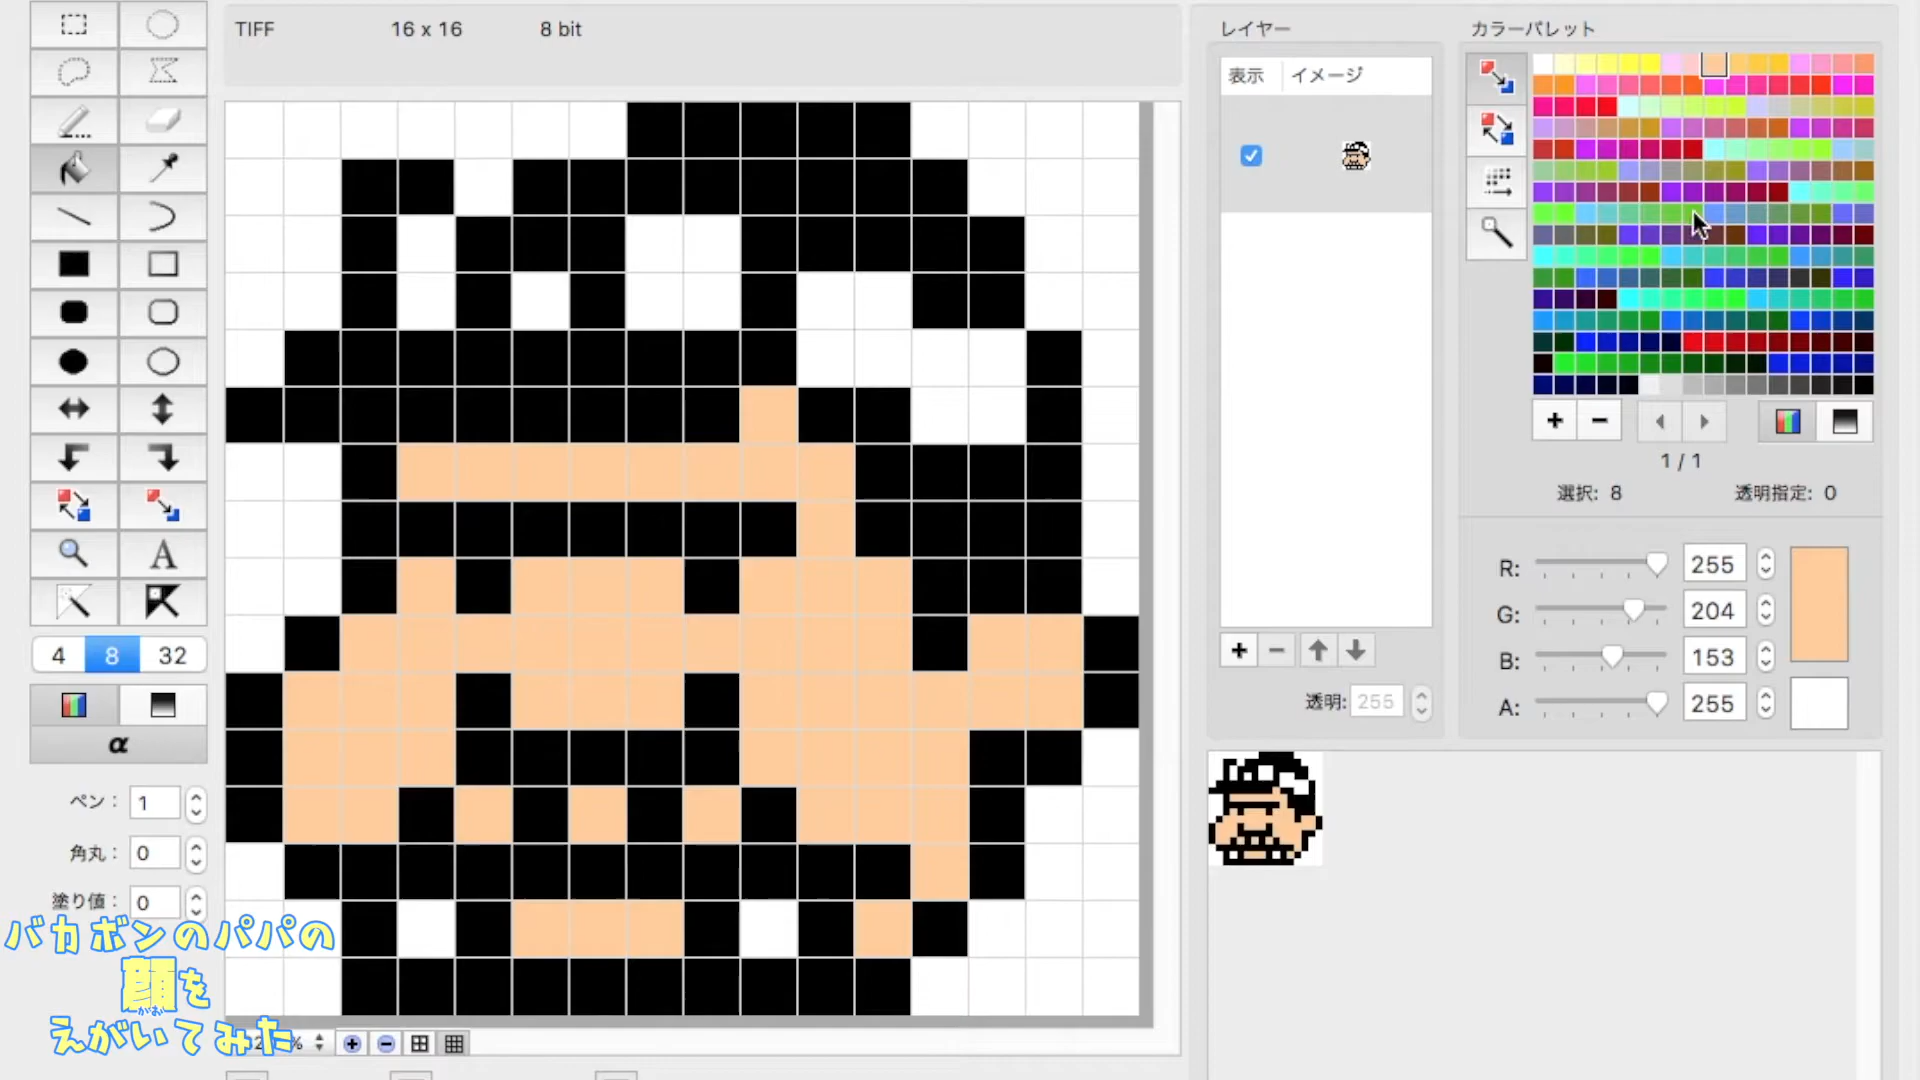 TIFF 16 x 16 8 bit
レイヤー
カラーパレット
表示 イメージ
1 / 1
選択: 8 透明指定: 0
R: 255
G: 204
B: 153
A: 255
透明: 255
A
4 8 32
α
ペン: 1
角丸: 0
塗り値: 0
バカボンのパパの
顔を
かお
えがいてみた
%